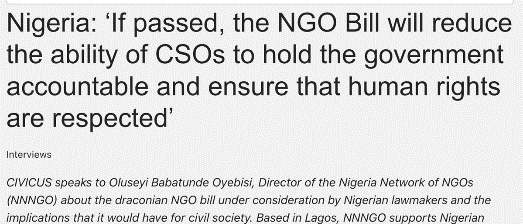 Nigeria: ‘If passed, the NGO Bill will reduce
the ability of CSOs to hold the government
accountable and ensure that human rights
are respected’
Interviews
CIVICUS speaks to Oluseyi Babatunde Oyebisi, Director of the Nigeria Network of NGOs
(NNNGO) about the draconian NGO bill under consideration by Nigerian lawmakers and the
implications that it would have for civil society. Based in Lagos, NNNGO supports Nigerian